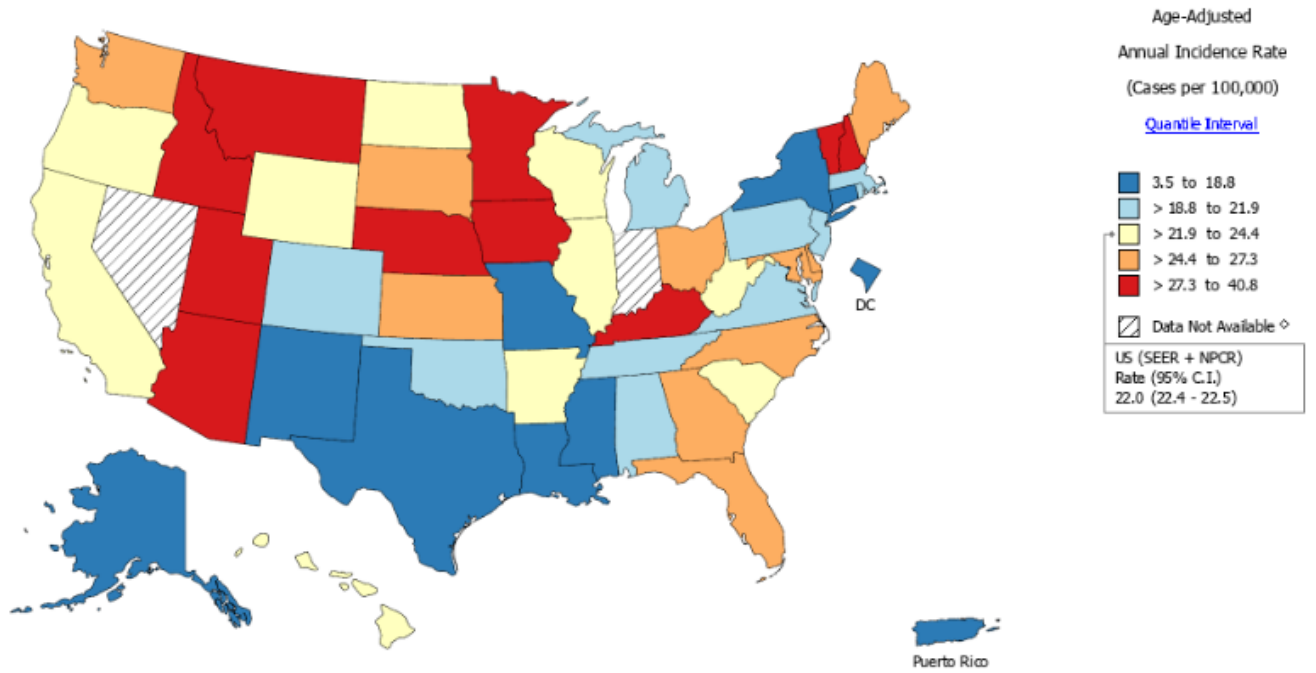 Age-Adjusted
Annual Incidence Rate
(Cases per 100,000)
Quantile Interval
3.5 to 18.8
> 18.8 to 21.9
> 21.9 to 24.4
> 24.4 to 27.3
> 27.3 to 40.8
Data Not Available ◇
US (SEER + NPCR)
Rate (95% C.I.)
22.0 (22.4 - 22.5)
DC
Puerto Rico